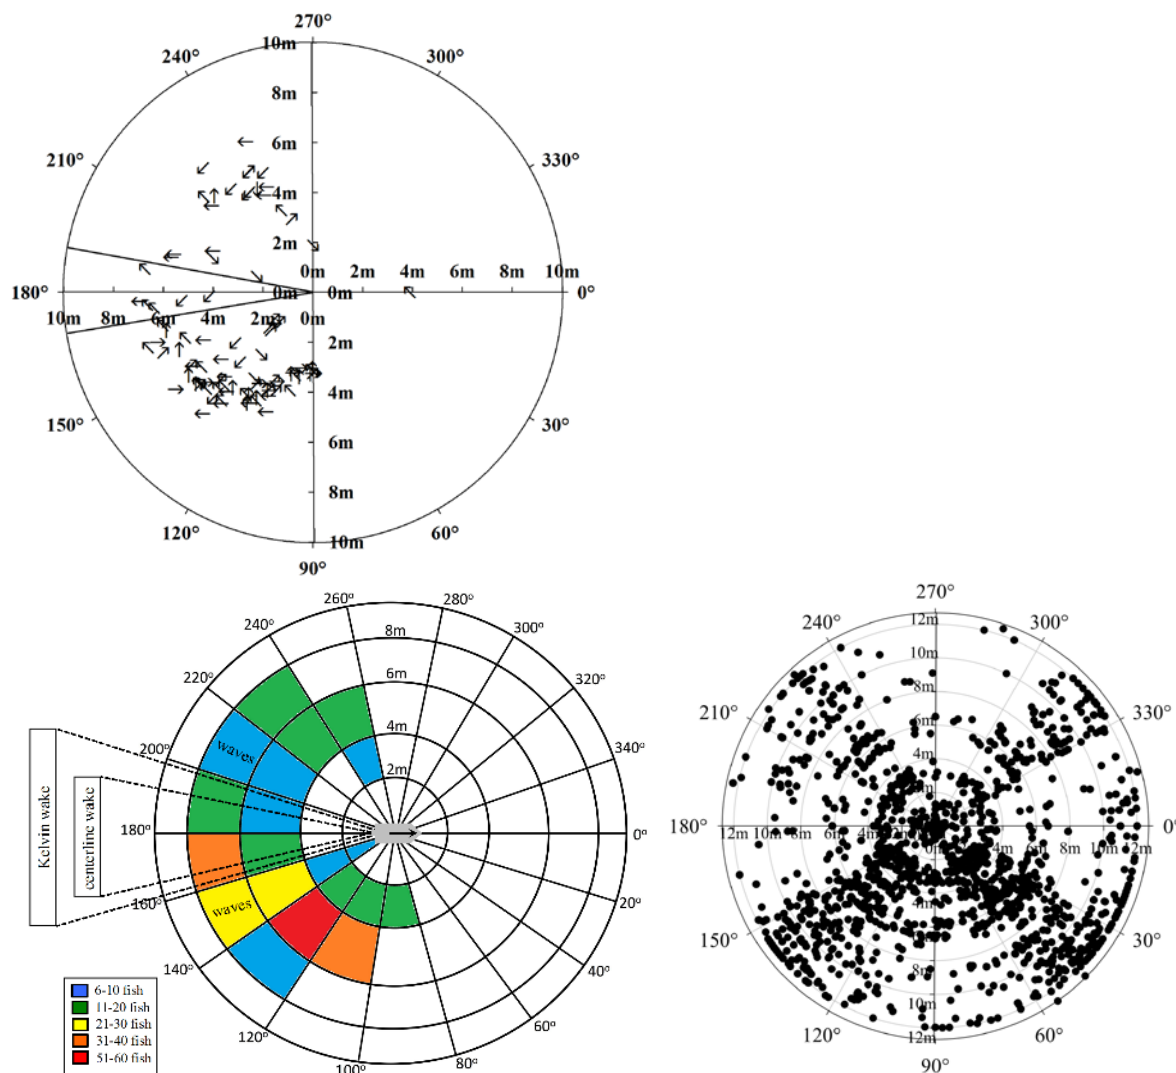 270°
240° 10m 300°
8m
210° 6m 330°
4m
2m
0m 2m 4m 6m 8m 10m
180° 0m 0m 0°
10m 8m 6m 4m 2m 0m
2m
4m
150° 30°
6m
8m
120° 10m 60°
90°
260° 280°
240° 300°
8m
220° 6m 320°
4m
200° waves 2m 340°
Kelvin wake
centerline wake
180° 0°
160° waves 20°
140° 40°
120° 60°
100° 80°
6-10 fish
11-20 fish
21-30 fish
31-40 fish
51-60 fish
270°
240° 12m 300°
10m
210° 8m 330°
6m
4m
180° 12m 10m 8m 6m 4m 0°
0m 4m 6m 8m 10m 12m
4m
150° 30°
8m
10m
120° 12m 60°
90°